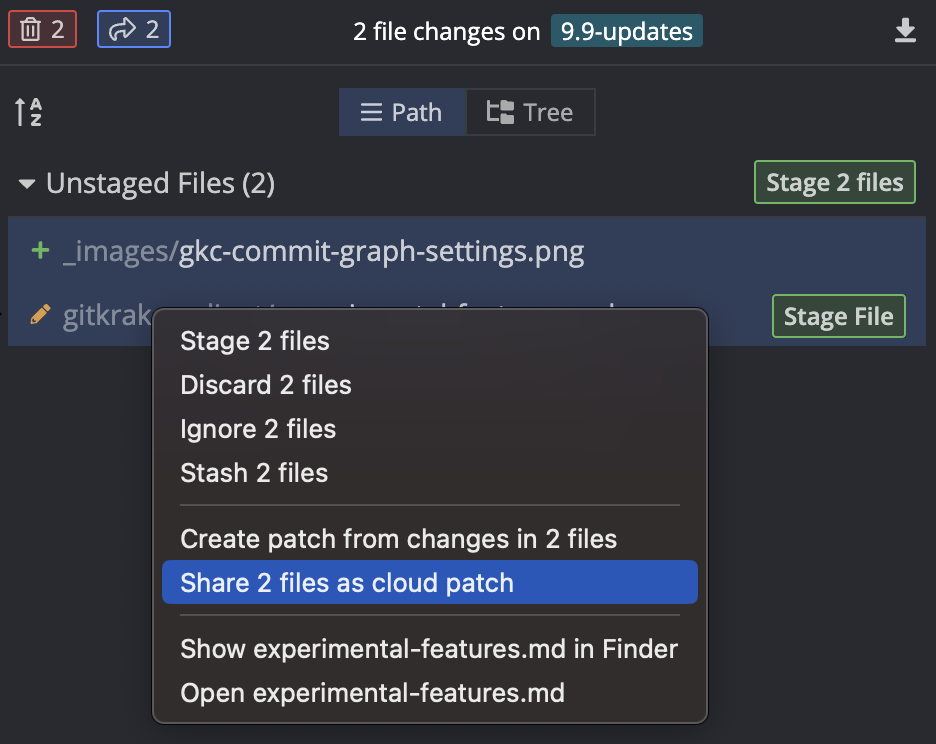 2 2 2 file changes on 9.9-updates
A Z Path Tree
Unstaged Files (2) Stage 2 files
_images/gkc-commit-graph-settings.png
gitkrak Stage File
Stage 2 files
Discard 2 files
Ignore 2 files
Stash 2 files
Create patch from changes in 2 files
Share 2 files as cloud patch
Show experimental-features.md in Finder
Open experimental-features.md